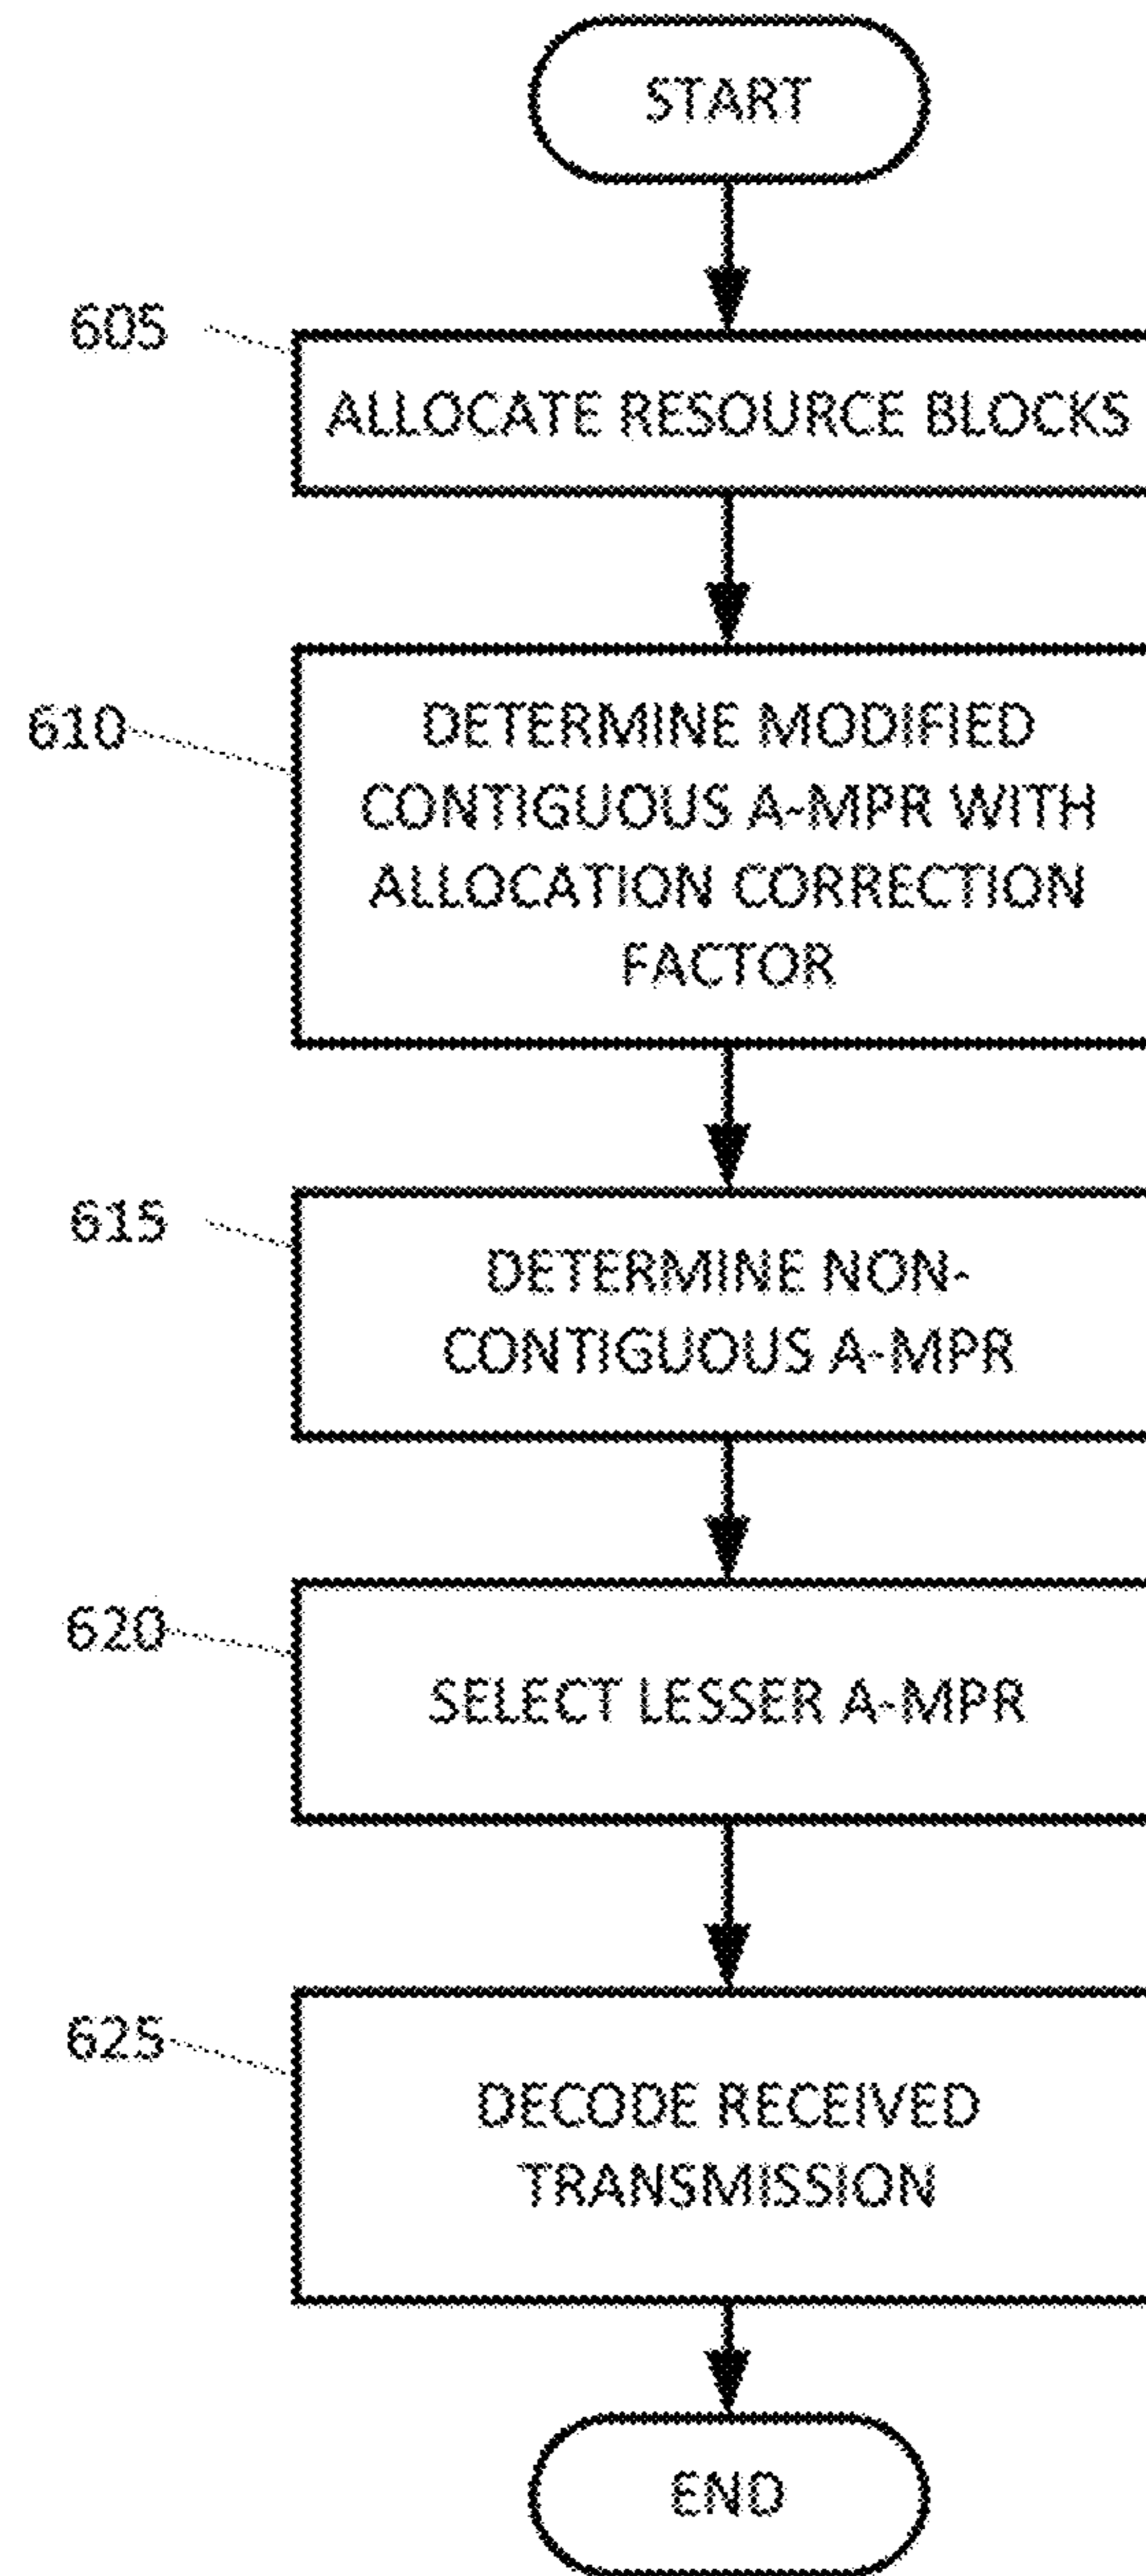 START
605
ALLOCATE RESOURCE BLOCKS
610
DETERMINE MODIFIED
CONTIGUOUS A-MPR WITH
ALLOCATION CORRECTION
FACTOR
615
DETERMINE NON-
CONTIGUOUS A-MPR
620
SELECT LESSER A-MPR
625
DECODE RECEIVED
TRANSMISSION
END